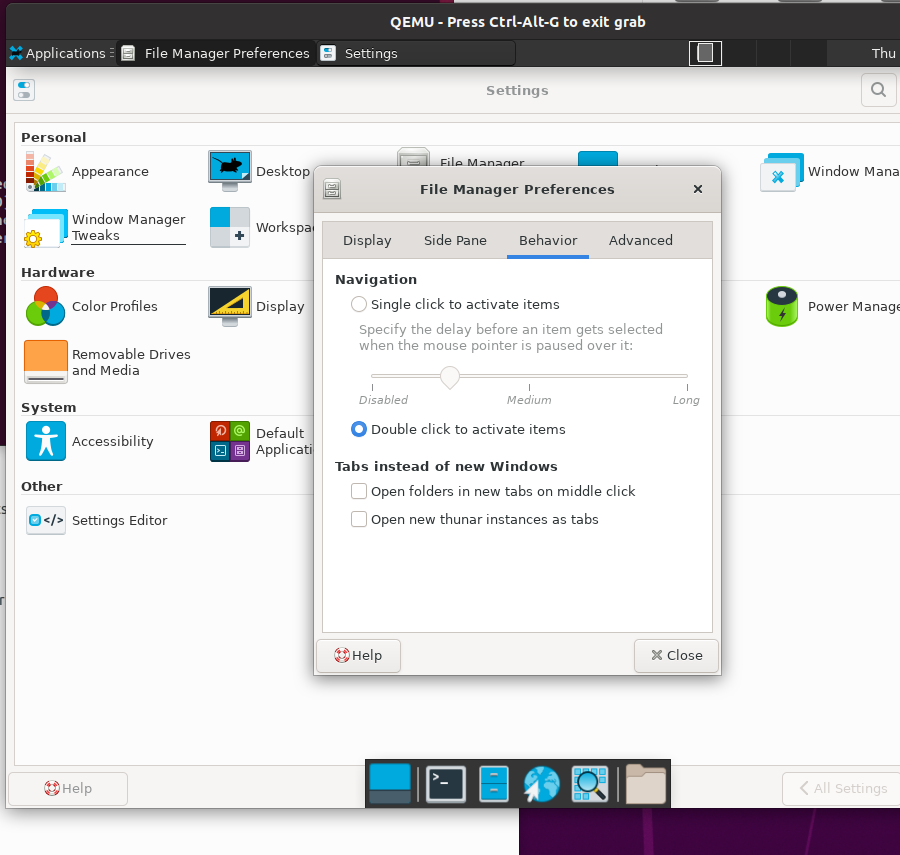 QEMU - Press Ctrl-Alt-G to exit grab
Applications File Manager Preferences Settings Thu
Settings
Personal
Appearance Desktop File Manager Window Mana
Window Manager
Tweaks
Workspa
Hardware
Color Profiles Display Power Manage
Removable Drives
and Media
System
Accessibility Default
Applicati
Other
</> Settings Editor
File Manager Preferences
Display Side Pane Behavior Advanced
Navigation
Single click to activate items
Specify the delay before an item gets selected
when the mouse pointer is paused over it:
Disabled Medium Long
Double click to activate items
Tabs instead of new Windows
Open folders in new tabs on middle click
Open new thunar instances as tabs
Help Close
Help All Settings